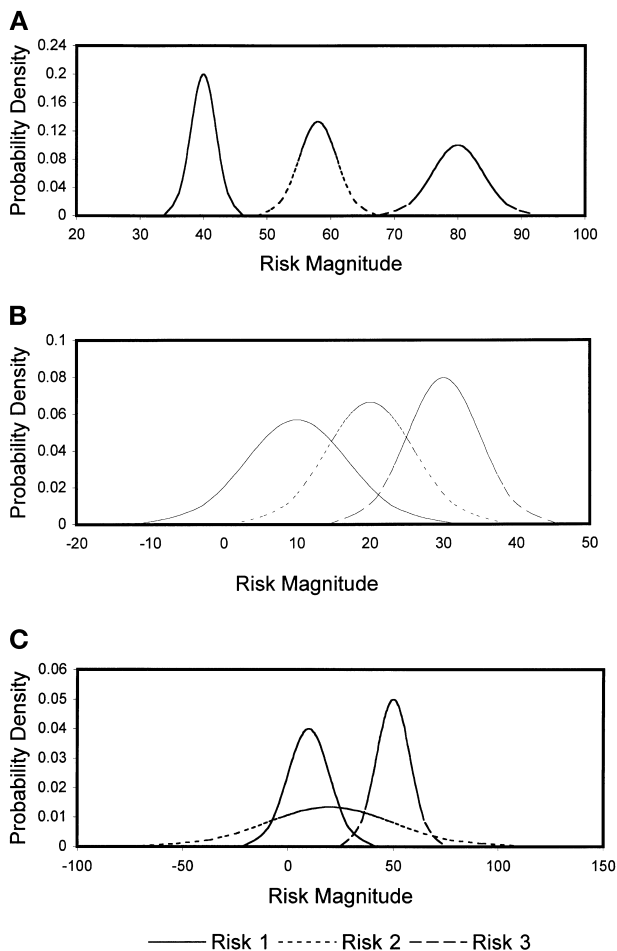 A
Probability Density
0.24
0.2
0.16
0.12
0.08
0.04
0
20 30 40 50 60 70 80 90 100
Risk Magnitude
B
Probability Density
0.1
0.08
0.06
0.04
0.02
0
-20 -10 0 10 20 30 40 50
Risk Magnitude
C
Probability Density
0.06
0.05
0.04
0.03
0.02
0.01
0
-100 -50 0 50 100 150
Risk Magnitude
Risk 1 Risk 2 Risk 3